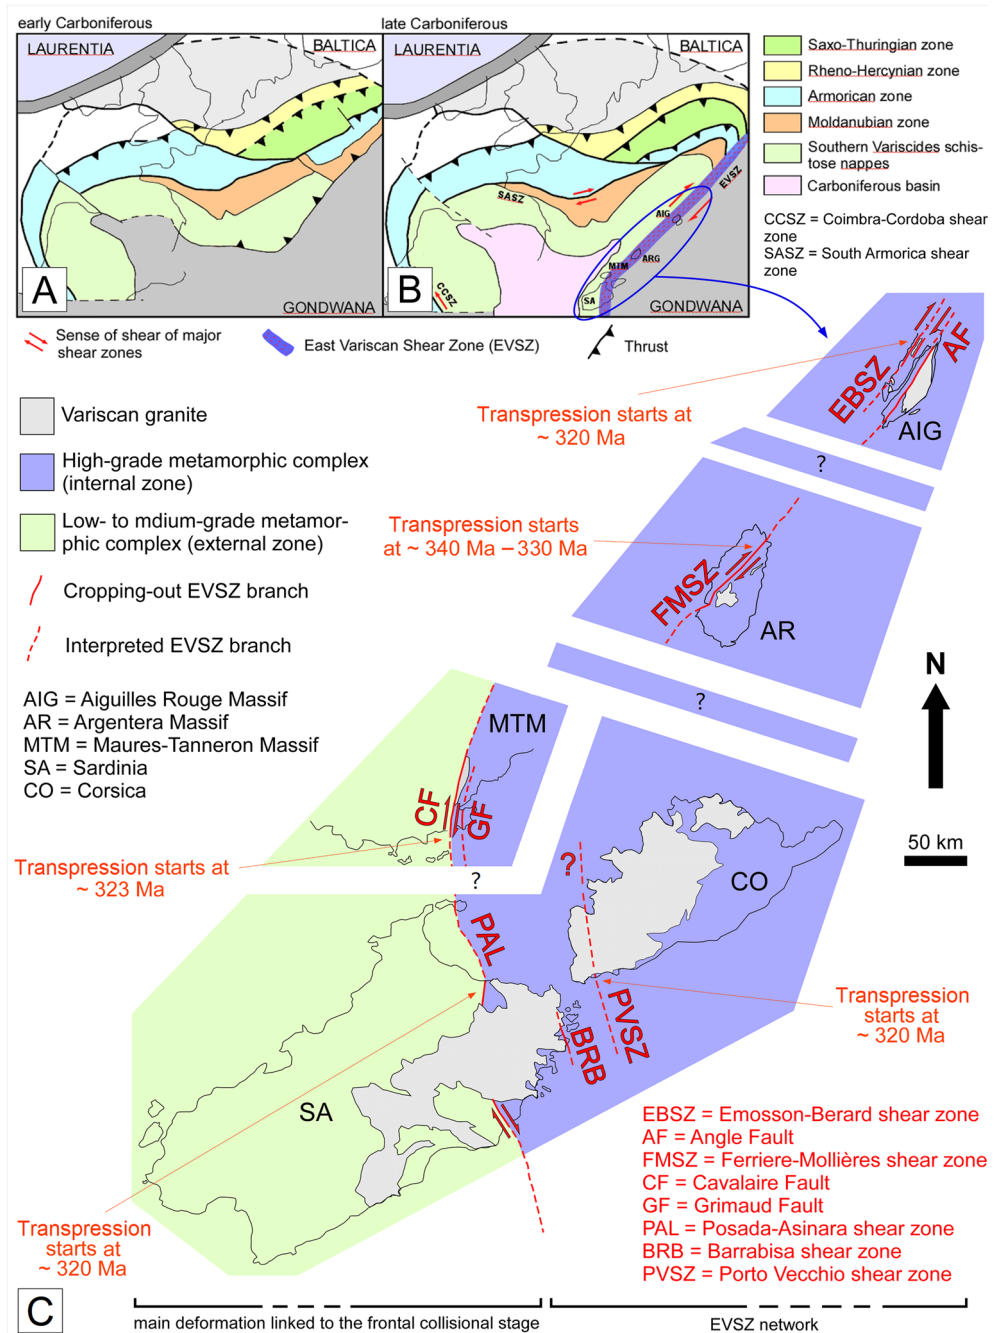 early Carboniferous
late Carboniferous
LAURENTIA
BALTICA
A
GONDWANA
LAURENTIA
BALTICA
SASZ
EVSZ
AIG
ARG
MTM
SA
CCSZ
B
GONDWANA
Saxo-Thuringian zone
Rheno-Hercynian zone
Armorican zone
Moldanubian zone
Southern Variscides schis-
tose nappes
Carboniferous basin
CCSZ = Coimbra-Cordoba shear
zone
SASZ = South Armorica shear
zone
Sense of shear of major
shear zones
East Variscan Shear Zone (EVSZ)
Thrust
Variscan granite
High-grade metamorphic complex
(internal zone)
Low- to mdium-grade metamor-
phic complex (external zone)
Cropping-out EVSZ branch
Interpreted EVSZ branch
AIG = Aiguilles Rouge Massif
AR = Argentera Massif
MTM = Maures-Tanneron Massif
SA = Sardinia
CO = Corsica
Transpression starts at
~ 320 Ma
EBSZ
AF
AIG
?
Transpression starts
at ~ 340 Ma – 330 Ma
FMSZ
AR
?
N
50 km
MTM
CF
GF
Transpression starts at
~ 323 Ma
?
PAL
?
CO
PVSZ
BRB
Transpression
starts at
~ 320 Ma
SA
Transpression
starts at
~ 320 Ma
EBSZ = Emosson-Berard shear zone
AF = Angle Fault
FMSZ = Ferriere-Mollières shear zone
CF = Cavalaire Fault
GF = Grimaud Fault
PAL = Posada-Asinara shear zone
BRB = Barrabisa shear zone
PVSZ = Porto Vecchio shear zone
C
main deformation linked to the frontal collisional stage
EVSZ network